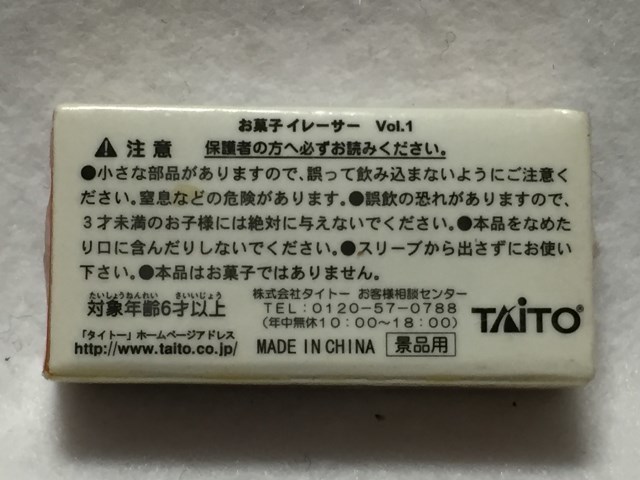 お菓子イレーサー Vol.1
注意 保護者の方へ必ずお読みください。
●小さな部品がありますので、誤って飲み込まないようにご注意く
ださい。窒息などの危険があります。●誤飲の恐れがありますので、
3才未満のお子様には絶対に与えないでください。●本品をなめた
り口に含んだりしないでください。●スリーブから出さずにお使い
下さい。●本品はお菓子ではありません。
たいしょうねんれい さいいじょう
対象年齢6才以上
株式会社タイトー お客様相談センター
TEL:0120-57-0788
(年中無休10:00~18:00)
TAiTO®
「タイトー」ホームページアドレス
http://www.taito.co.jp/
MADE IN CHINA 景品用